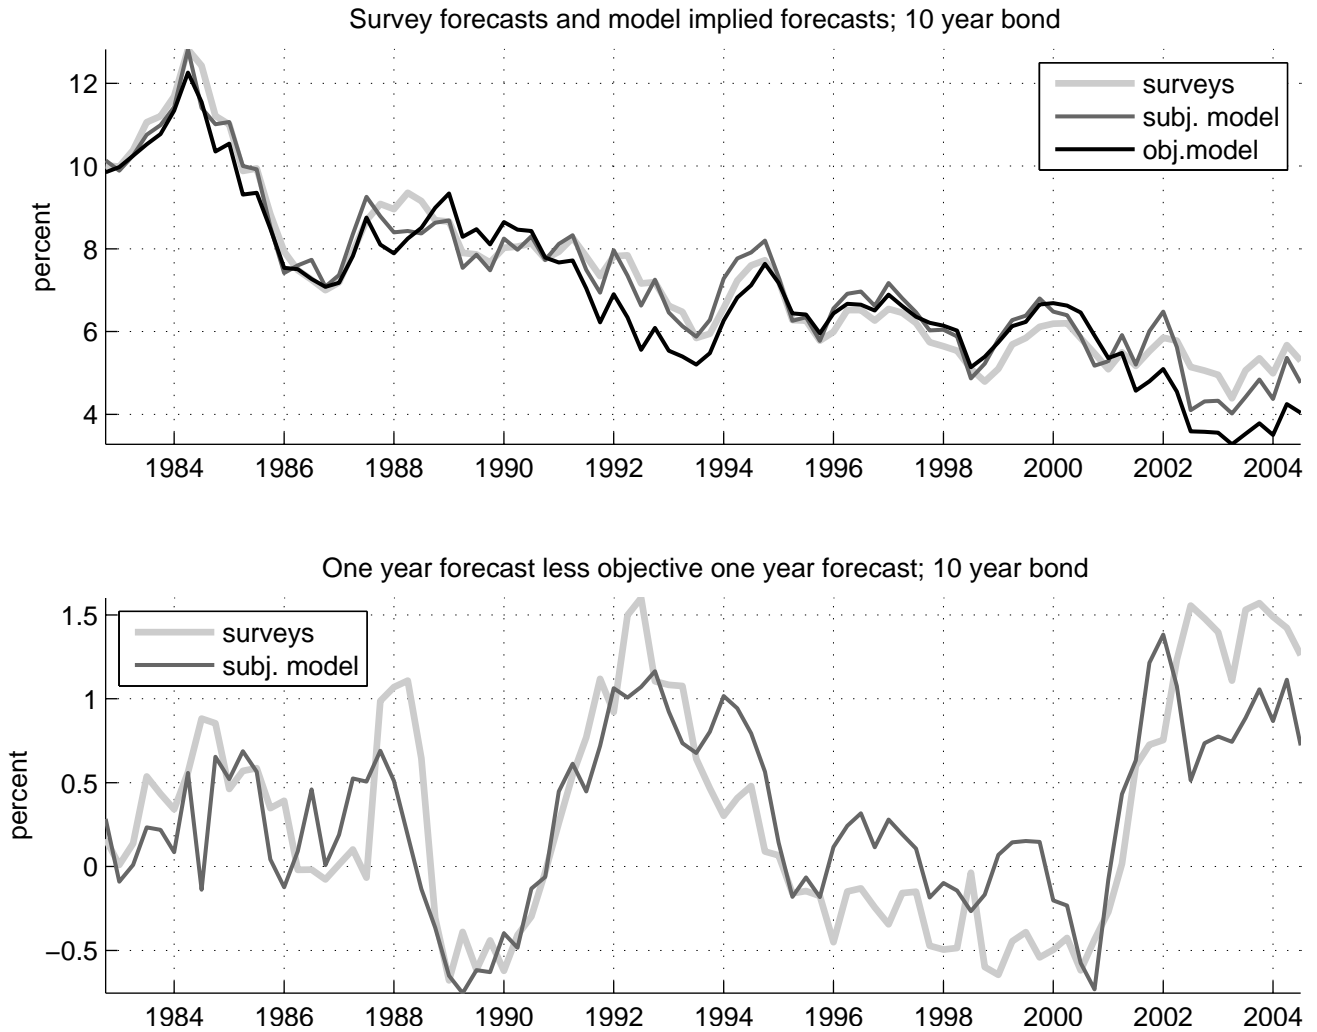 Survey forecasts and model implied forecasts; 10 year bond
12
10
8
6
4
percent
surveys
subj. model
obj.model
1984 1986 1988 1990 1992 1994 1996 1998 2000 2002 2004
One year forecast less objective one year forecast; 10 year bond
1.5
1
0.5
0
−0.5
percent
surveys
subj. model
1984 1986 1988 1990 1992 1994 1996 1998 2000 2002 2004